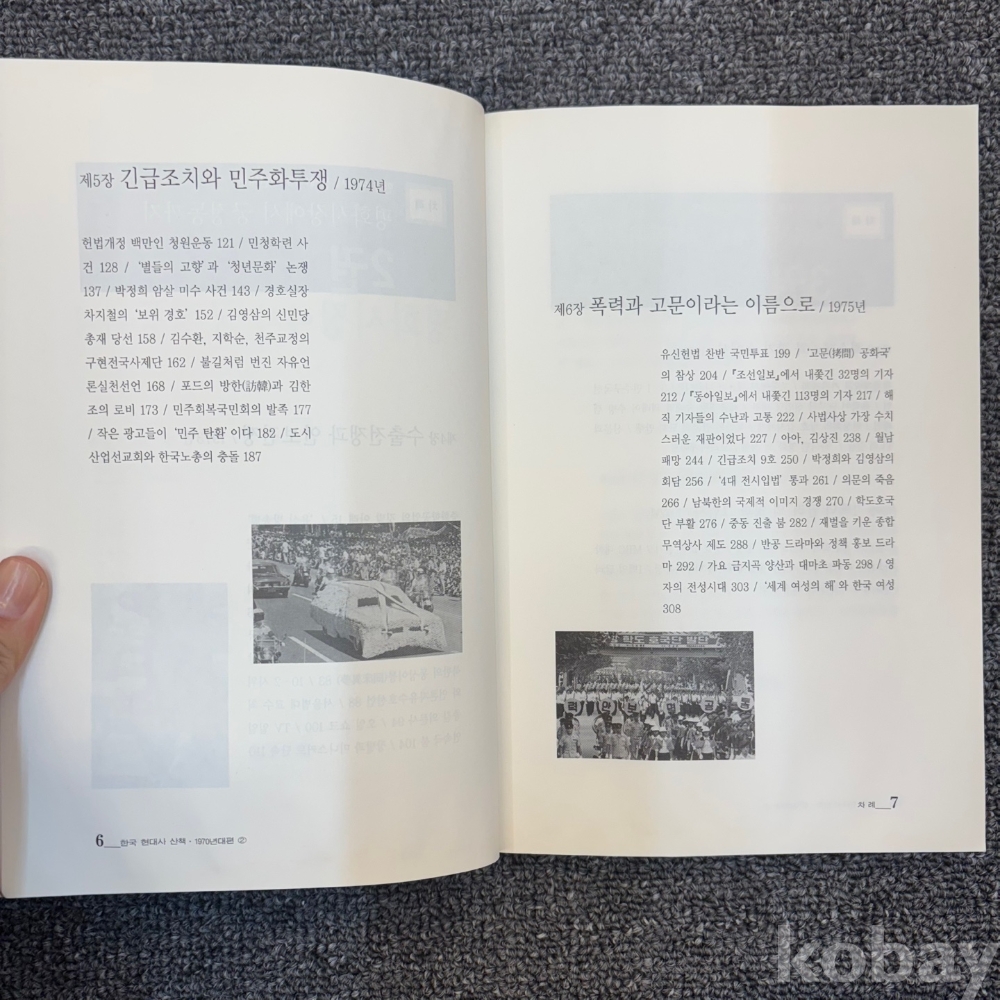 제5장 긴급조치와 민주화투쟁 / 1974년
헌법개정 백만인 청원운동 121 / 민청학련 사
건 128 / '별들의 고향'과 '청년문화' 논쟁
137 / 박정희 암살 미수 사건 143 / 경호실장
차지철의 '보위 경호' 152 / 김영삼의 신민당
총재 당선 158 / 김수환, 지학순, 천주교정의
구현전국사제단 162 / 불길처럼 번진 자유언
론실천선언 168 / 포드의 방한(訪韓)과 김한
조의 로비 173 / 민주회복국민회의 발족 177
/ 작은 광고들이 '민주 탄환'이다 182 / 도시
산업선교회와 한국노총의 충돌 187
6__한국 현대사 산책·1970년대편 ②
제6장 폭력과 고문이라는 이름으로 / 1975년
유신헌법 찬반 국민투표 199 / '고문(拷問) 공화국'
의 참상 204 / 『조선일보』에서 내쫓긴 32명의 기자
212 / 『동아일보』에서 내쫓긴 113명의 기자 217 / 해
직 기자들의 수난과 고통 222 / 사법사상 가장 수치
스러운 재판이었다 227 / 아아, 김상진 238 / 월남
패망 244 / 긴급조치 9호 250 / 박정희와 김영삼의
회담 256 / '4대 전시입법' 통과 261 / 의문의 죽음
266 / 남북한의 국제적 이미지 경쟁 270 / 학도호국
단 부활 276 / 중동 진출 붐 282 / 재벌을 키운 종합
무역상사 제도 288 / 반공 드라마와 정책 홍보 드라
마 292 / 가요 금지곡 양산과 대마초 파동 298 / 영
자의 전성시대 303 / '세계 여성의 해'와 한국 여성
308
학도호국단 발단
차례__7
kobay